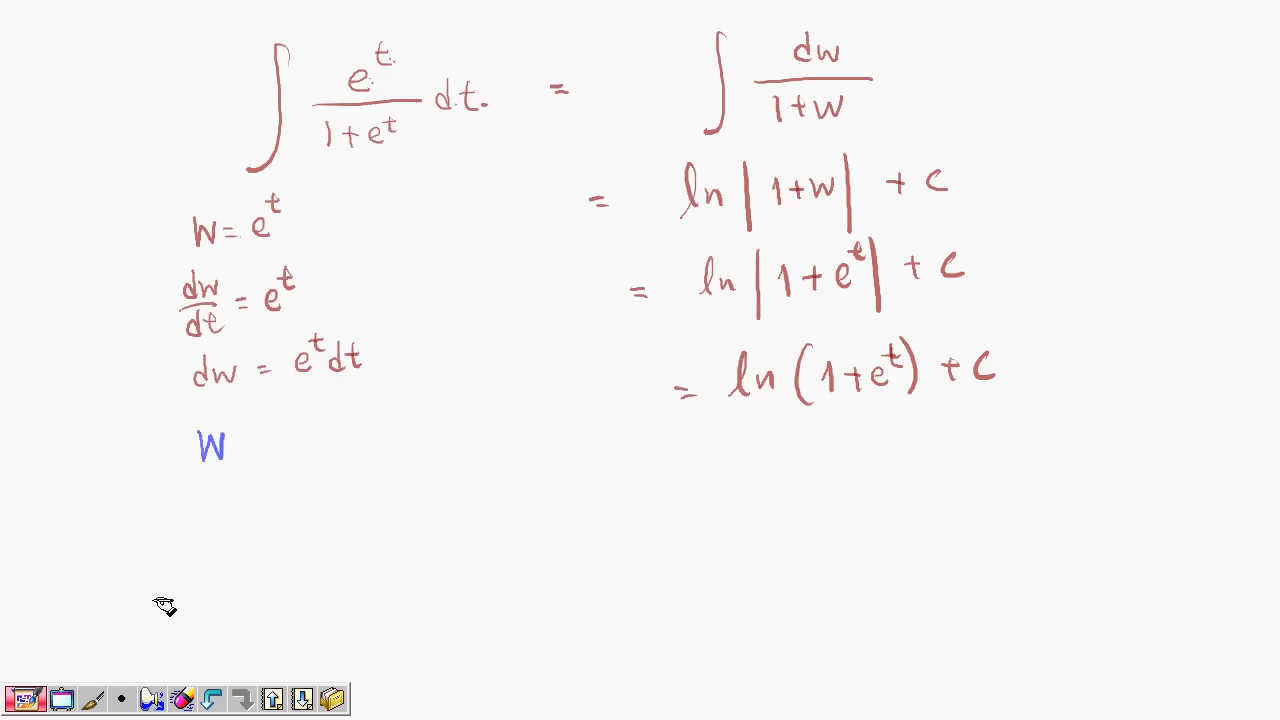 ∫ e^t / (1+e^t) dt. = ∫ dw / (1+w)
= ln |1+w| + c
w = e^t
= ln |1+e^t| + c
dw/dt = e^t
dw = e^t dt
= ln (1+e^t) + c
W